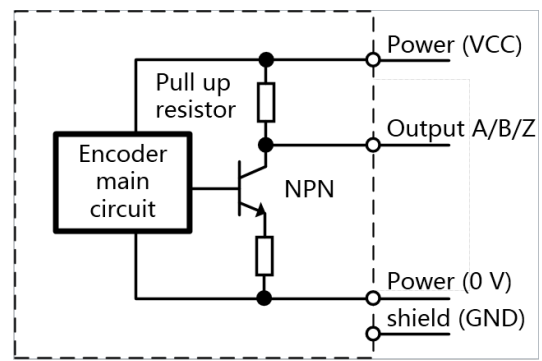 Power (VCC)
Pull up
resistor
Output A/B/Z
Encoder
main
circuit
NPN
Power (0 V)
shield (GND)